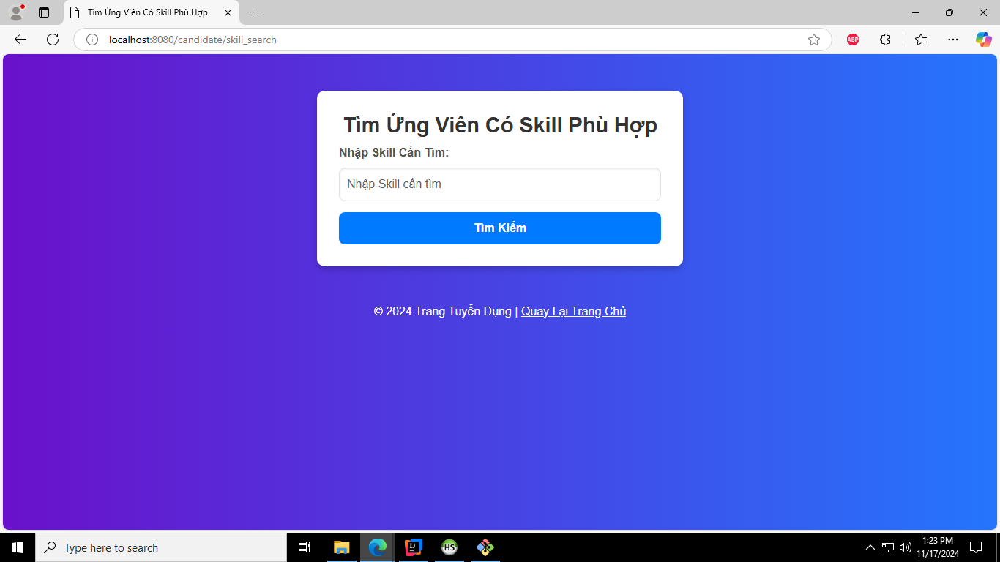 Tìm Ứng Viên Có Skill Phù Hợp
localhost:8080/candidate/skill_search
ABP
Tìm Ứng Viên Có Skill Phù Hợp
Nhập Skill Cần Tìm:
Nhập Skill cần tìm
Tìm Kiếm
© 2024 Trang Tuyển Dụng | Quay Lại Trang Chủ
Type here to search
IJ
HS
1:23 PM
11/17/2024